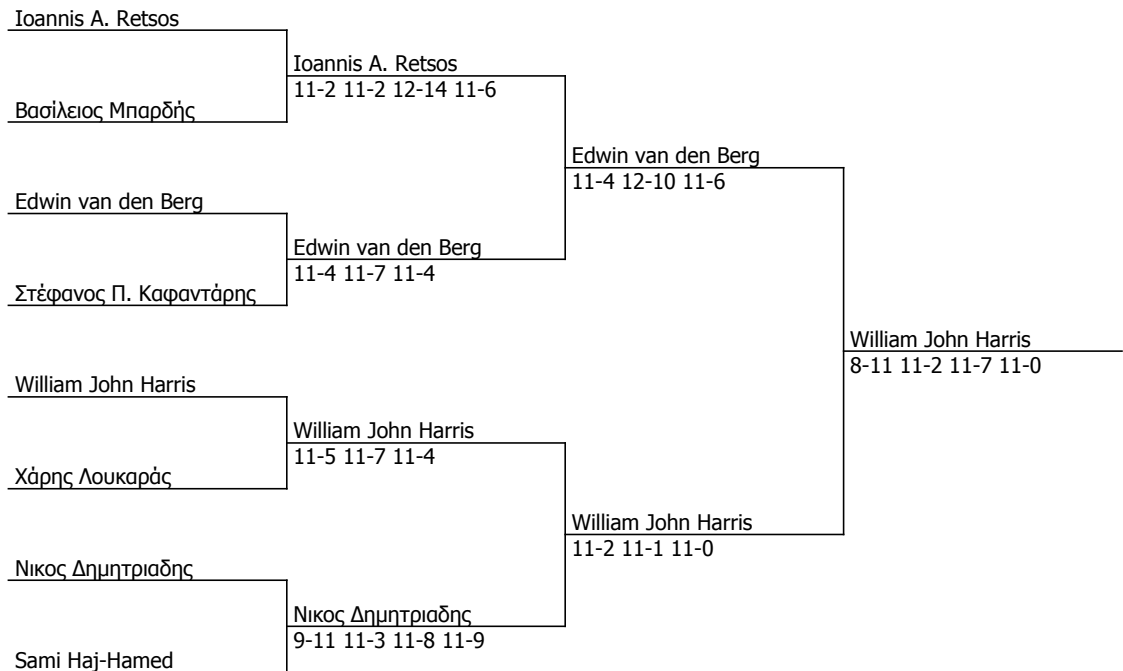 Ioannis A. Retsos
Ioannis A. Retsos
11-2 11-2 12-14 11-6
Βασίλειος Μπαρδής
Edwin van den Berg
11-4 12-10 11-6
Edwin van den Berg
Edwin van den Berg
11-4 11-7 11-4
Στέφανος Π. Καφαντάρης
William John Harris
8-11 11-2 11-7 11-0
William John Harris
William John Harris
11-5 11-7 11-4
Χάρης Λουκαράς
William John Harris
11-2 11-1 11-0
Νικος Δημητριαδης
Νικος Δημητριαδης
9-11 11-3 11-8 11-9
Sami Haj-Hamed